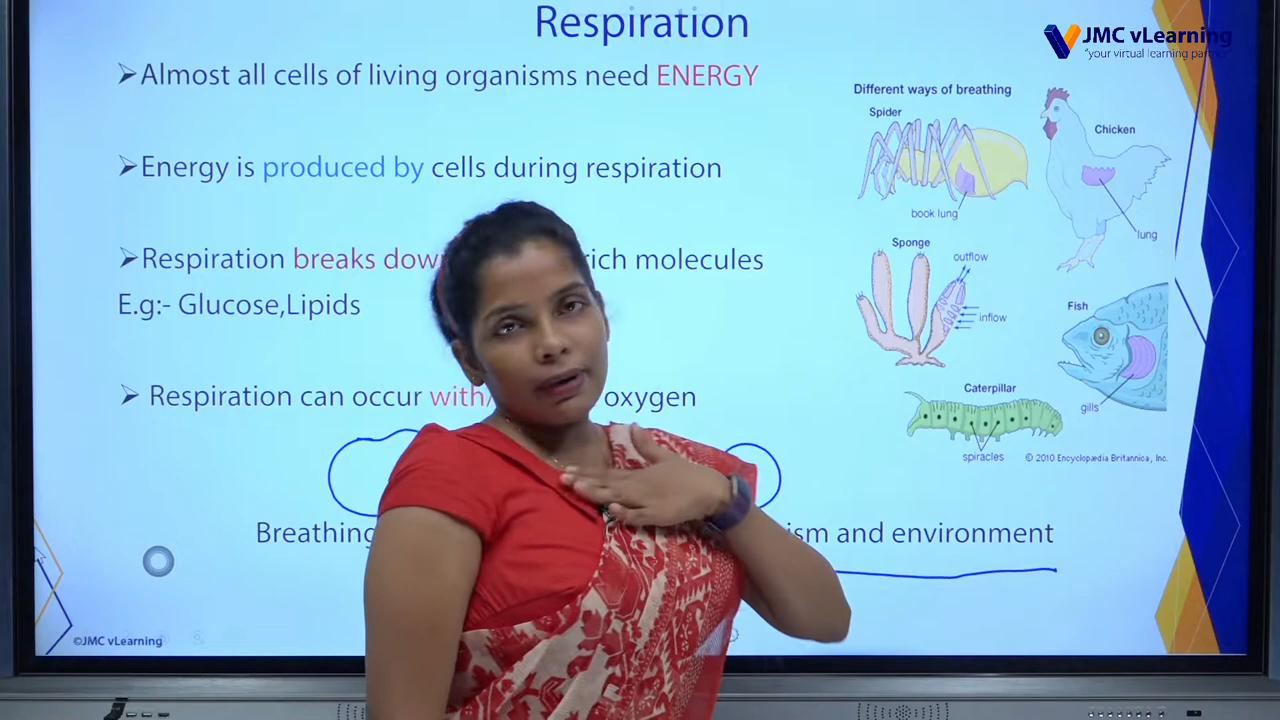 Respiration
JMC vLearning
"your virtual learning partner"
➢Almost all cells of living organisms need ENERGY
➢Energy is produced by cells during respiration
➢Respiration breaks down rich molecules
E.g:- Glucose,Lipids
➢ Respiration can occur with/ oxygen
Breathing ism and environment
Different ways of breathing
Spider
book lung
Chicken
lung
Sponge
outflow
inflow
Fish
gills
Caterpillar
spiracles
© 2010 Encyclopædia Britannica, Inc.
©JMC vLearning